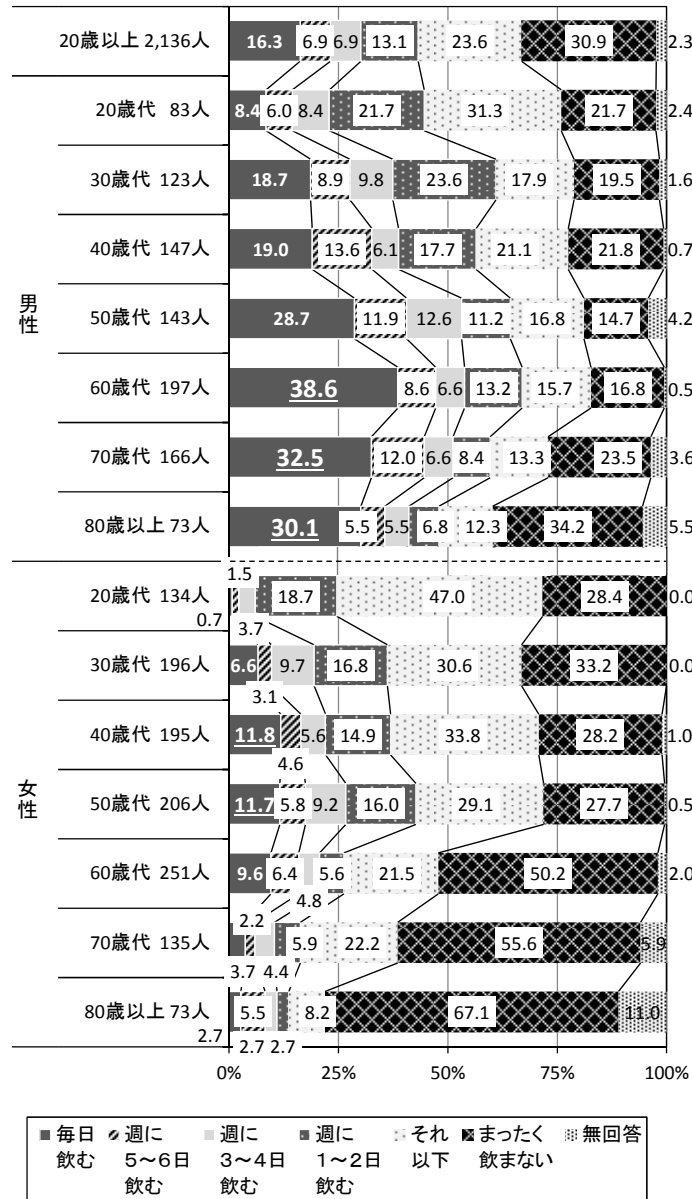 20歳以上 2,136人 16.3 6.9 6.9 13.1 23.6 30.9 2.3
男性
20歳代 83人 8.4 6.0 8.4 21.7 31.3 21.7 2.4
30歳代 123人 18.7 8.9 9.8 23.6 17.9 19.5 1.6
40歳代 147人 19.0 13.6 6.1 17.7 21.1 21.8 0.7
50歳代 143人 28.7 11.9 12.6 11.2 16.8 14.7 4.2
60歳代 197人 38.6 8.6 6.6 13.2 15.7 16.8 0.5
70歳代 166人 32.5 12.0 6.6 8.4 13.3 23.5 3.6
80歳以上 73人 30.1 5.5 5.5 6.8 12.3 34.2 5.5
女性
20歳代 134人 0.7 1.5 3.7 18.7 47.0 28.4 0.0
30歳代 196人 6.6 3.1 9.7 16.8 30.6 33.2 0.0
40歳代 195人 11.8 4.6 5.6 14.9 33.8 28.2 1.0
50歳代 206人 11.7 5.8 9.2 16.0 29.1 27.7 0.5
60歳代 251人 9.6 6.4 4.8 5.6 21.5 50.2 2.0
70歳代 135人 3.7 2.2 4.4 5.9 22.2 55.6 5.9
80歳以上 73人 2.7 5.5 2.7 2.7 8.2 67.1 11.0
0% 25% 50% 75% 100%
毎日 週に 週に 週に それ まったく 無回答
飲む 5~6日 3~4日 1~2日 以下 飲まない
飲む 飲む 飲む